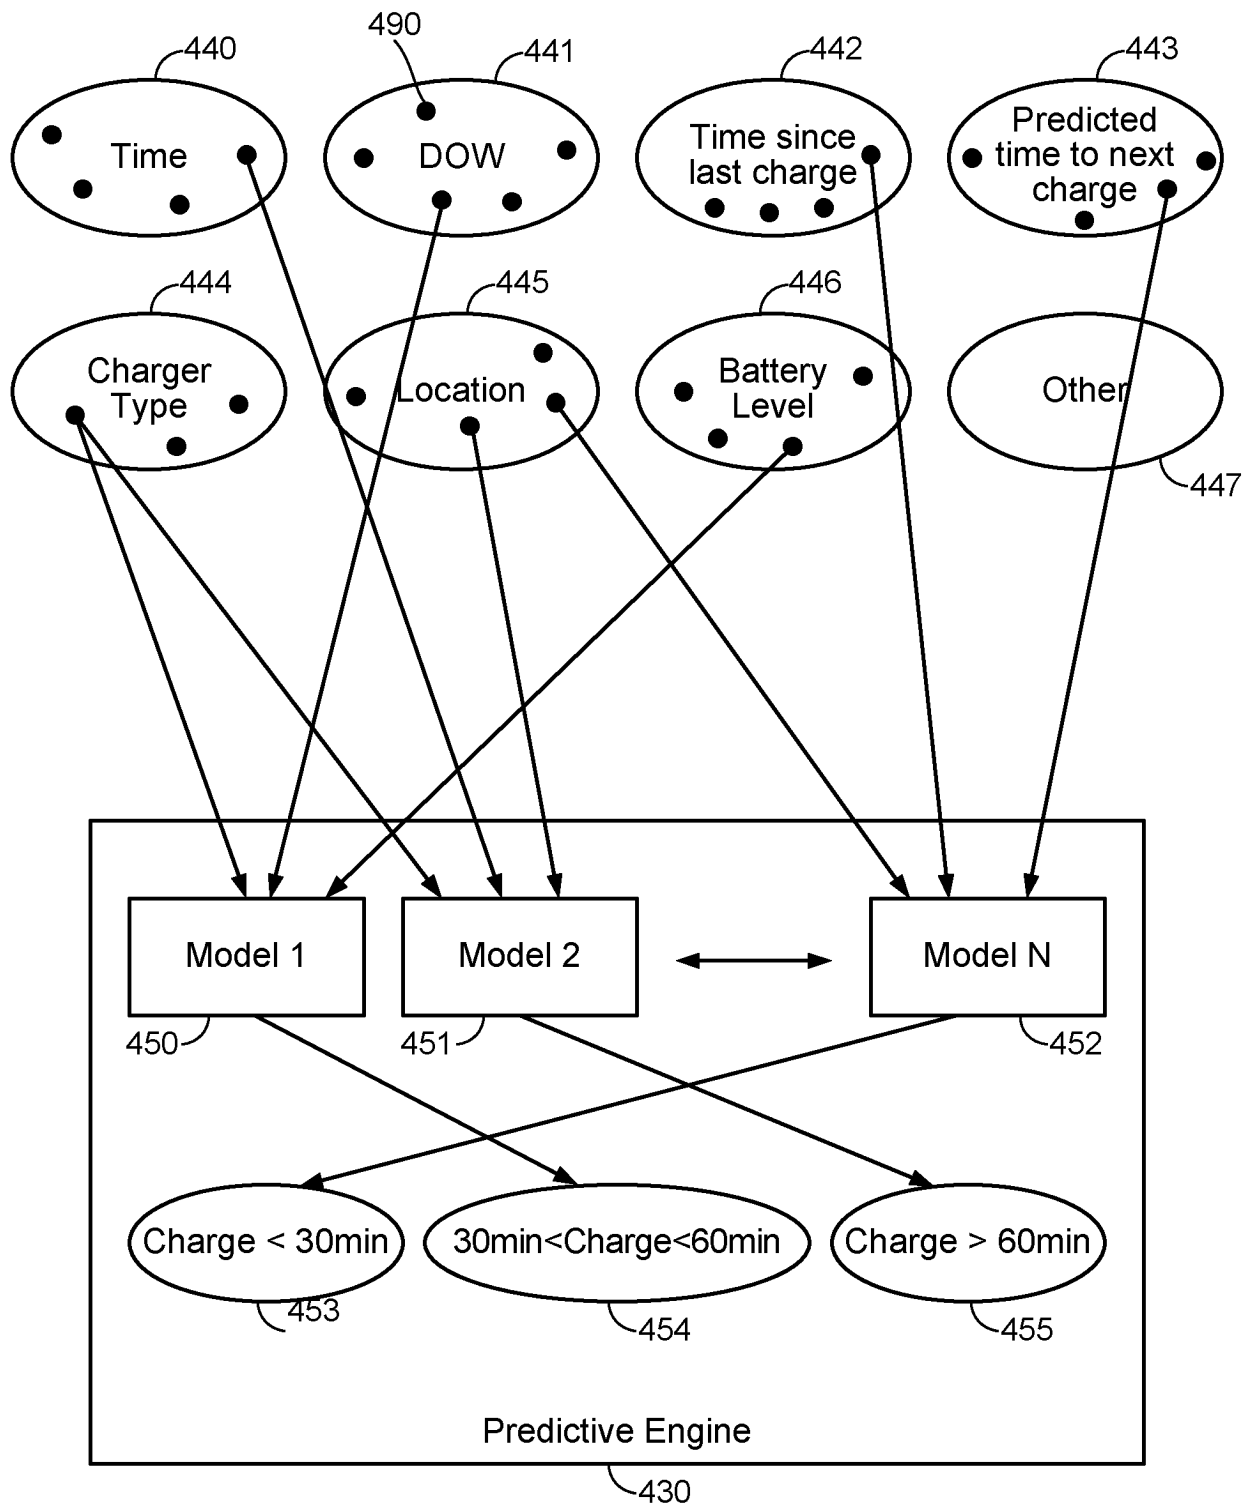 490
440
441
442
443
Time
DOW
Time since
last charge
Predicted
time to next
charge
444
445
446
Charger
Type
Location
Battery
Level
Other
447
Model 1
Model 2
Model N
450
451
452
Charge < 30min
30min<Charge<60min
Charge > 60min
453
454
455
Predictive Engine
430